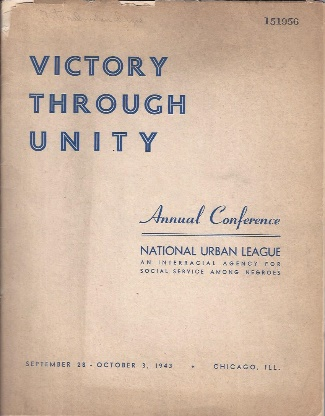 151956
VICTORY
THROUGH
UNITY
Annual Conference
NATIONAL URBAN LEAGUE
AN INTERRACIAL AGENCY FOR
SOCIAL SERVICE AMONG NEGROES
SEPTEMBER 28 - OCTOBER 3, 1943 • CHICAGO, ILL.